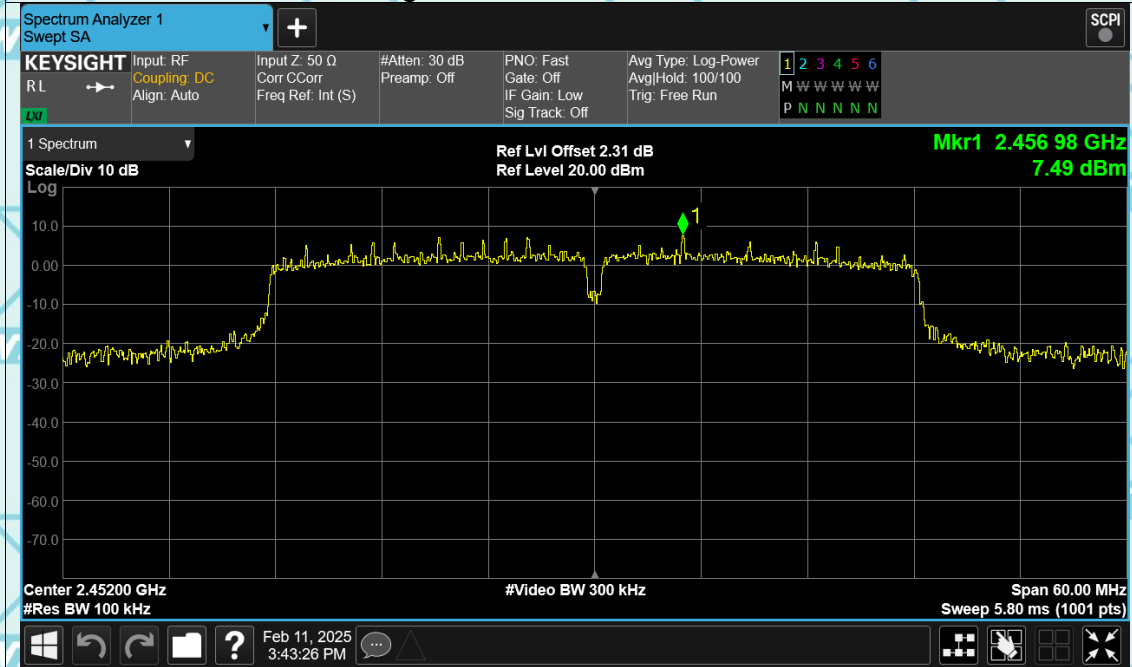 Spectrum Analyzer 1
Swept SA
+
SCPI
KEYSIGHT
RL
LXI
Input: RF
Coupling: DC
Align: Auto
Input Z: 50 Ω
Corr CCorr
Freq Ref: Int (S)
#Atten: 30 dB
Preamp: Off
PNO: Fast
Gate: Off
IF Gain: Low
Sig Track: Off
Avg Type: Log-Power
Avg|Hold: 100/100
Trig: Free Run
1 2 3 4 5 6
M W W W W W
P N N N N N
1 Spectrum
Scale/Div 10 dB
Log
Ref Lvl Offset 2.31 dB
Ref Level 20.00 dBm
Mkr1 2.456 98 GHz
7.49 dBm
1
10.0
0.00
-10.0
-20.0
-30.0
-40.0
-50.0
-60.0
-70.0
Center 2.45200 GHz
#Res BW 100 kHz
#Video BW 300 kHz
Span 60.00 MHz
Sweep 5.80 ms (1001 pts)
?
Feb 11, 2025
3:43:26 PM